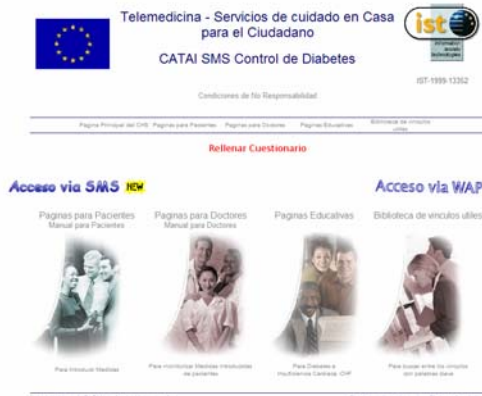 Telemedicina - Servicios de cuidado en Casa
para el Ciudadano
CATAI SMS Control de Diabetes
ist
information
society
technologies
IST-1999-13352
Condiciones de No Responsabilidad
Pagina Principal del CHS Paginas para Pacientes Paginas para Doctores Paginas Educativas Biblioteca de vinculos
utiles
Rellenar Cuestionario
Acceso via SMS NEW
Acceso via WAP
Paginas para Pacientes
Manual para Pacientes
Paginas para Doctores
Manual para Doctores
Paginas Educativas
Biblioteca de vinculos utiles
Para Introducir Medidas
Para monitorizar Medidas introducidas
de pacientes
Para Diabetes e
Insuficiencia Cardiaca CHF
Para buscar entre los vinculos
con palabras clave